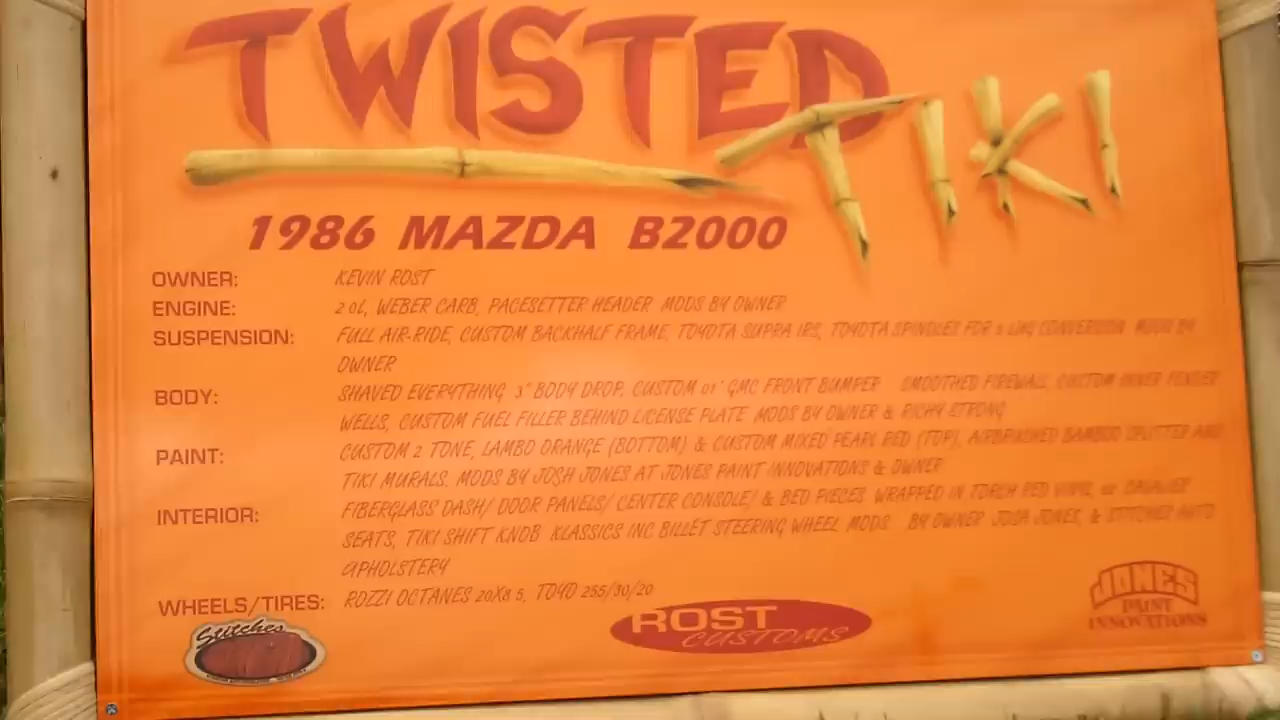 TWISTED
TIKI
1986 MAZDA B2000
OWNER: KEVIN ROST
ENGINE: 2.0L, WEBER CARB, PACESETTER HEADER MODS BY OWNER
SUSPENSION: FULL AIR-RIDE, CUSTOM BACKHALF FRAME, TOYOTA SUPRA IRS, TOYOTA SPINDLES FOR 5 LUG CONVERSION MODS BY
OWNER
BODY: SHAVED EVERYTHING 3" BODY DROP, CUSTOM 01' GMC FRONT BUMPER SMOOTHED FIREWALL, CUSTOM INNER FENDER
WELLS, CUSTOM FUEL FILLER BEHIND LICENSE PLATE MODS BY OWNER & RICHY STRONG
PAINT: CUSTOM 2 TONE, LAMBO ORANGE (BOTTOM) & CUSTOM MIXED PEARL RED (TOP), AIRBRUSHED BAMBOO SPLITTER AND
TIKI MURALS. MODS BY JOSH JONES AT JONES PAINT INNOVATIONS & OWNER
INTERIOR: FIBERGLASS DASH/ DOOR PANELS/ CENTER CONSOLE/ & BED PIECES WRAPPED IN TORCH RED VINYL, CAVALIER
SEATS, TIKI SHIFT KNOB KLASSICS INC BILLET STEERING WHEEL MODS BY OWNER JOSH JONES, & STITCHES AUTO
UPHOLSTERY
WHEELS/TIRES: ROZZI OCTANES 20X8.5, TOYO 255/30/20
Stitches
ROST
CUSTOMS
JONES
PAINT
INNOVATIONS